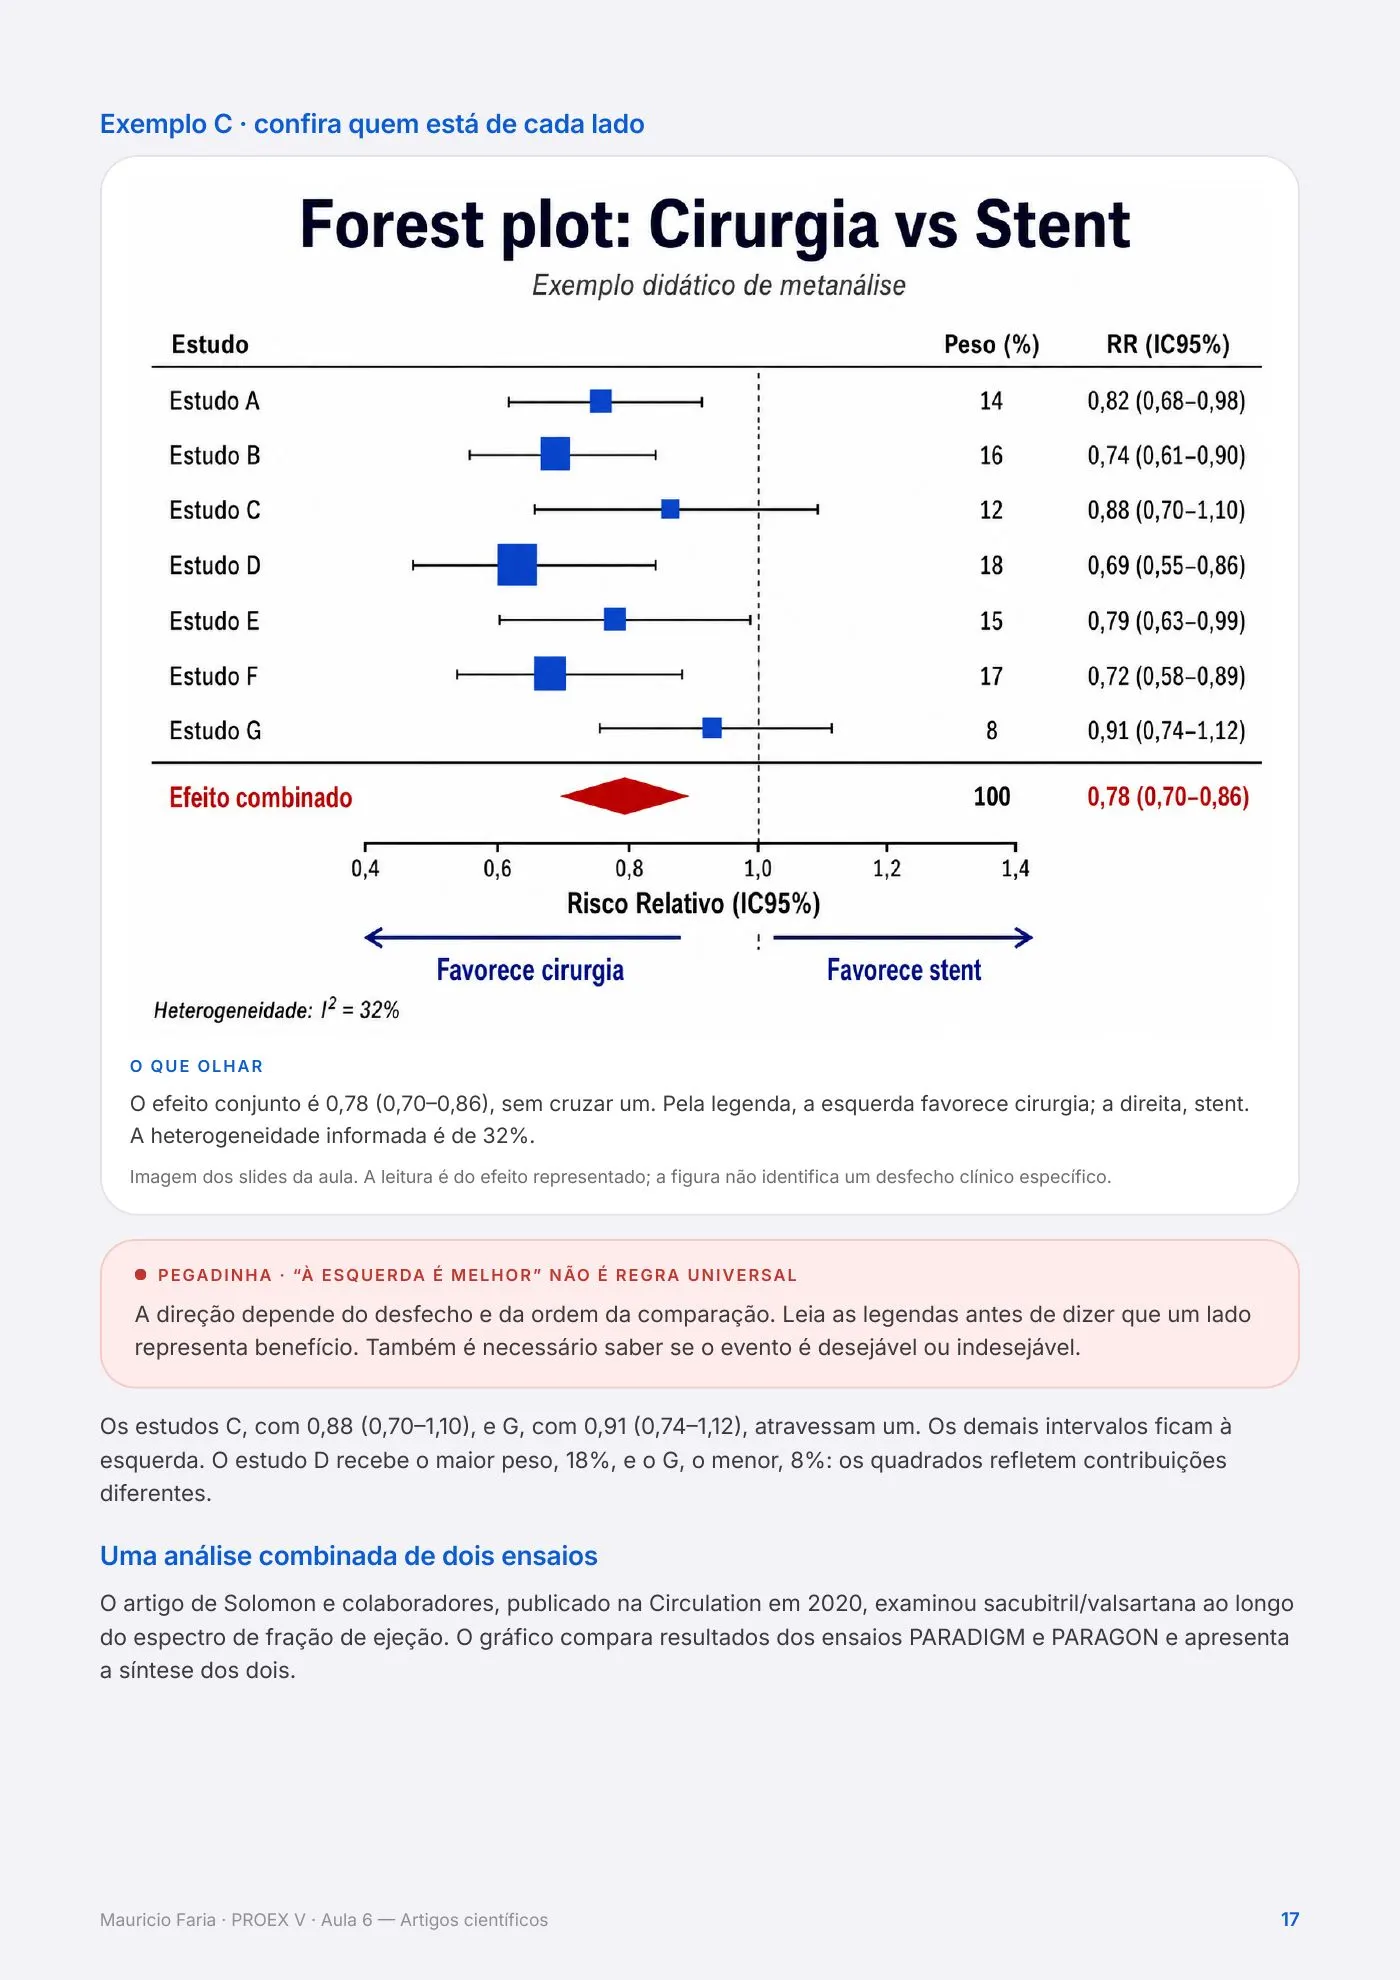 Exemplo C · confira quem está de cada lado
Forest plot: Cirurgia vs Stent
Exemplo didático de metanálise
Estudo Peso (%) RR (IC95%)
Estudo A 14 0,82 (0,68–0,98)
Estudo B 16 0,74 (0,61–0,90)
Estudo C 12 0,88 (0,70–1,10)
Estudo D 18 0,69 (0,55–0,86)
Estudo E 15 0,79 (0,63–0,99)
Estudo F 17 0,72 (0,58–0,89)
Estudo G 8 0,91 (0,74–1,12)
Efeito combinado 100 0,78 (0,70–0,86)
0,4 0,6 0,8 1,0 1,2 1,4
Risco Relativo (IC95%)
Favorece cirurgia Favorece stent
Heterogeneidade: I² = 32%
O QUE OLHAR
O efeito conjunto é 0,78 (0,70–0,86), sem cruzar um. Pela legenda, a esquerda favorece cirurgia; a direita, stent.
A heterogeneidade informada é de 32%.
Imagem dos slides da aula. A leitura é do efeito representado; a figura não identifica um desfecho clínico específico.
PEGADINHA · “À ESQUERDA É MELHOR” NÃO É REGRA UNIVERSAL
A direção depende do desfecho e da ordem da comparação. Leia as legendas antes de dizer que um lado
representa benefício. Também é necessário saber se o evento é desejável ou indesejável.
Os estudos C, com 0,88 (0,70–1,10), e G, com 0,91 (0,74–1,12), atravessam um. Os demais intervalos ficam à
esquerda. O estudo D recebe o maior peso, 18%, e o G, o menor, 8%: os quadrados refletem contribuições
diferentes.
Uma análise combinada de dois ensaios
O artigo de Solomon e colaboradores, publicado na Circulation em 2020, examinou sacubitril/valsartana ao longo
do espectro de fração de ejeção. O gráfico compara resultados dos ensaios PARADIGM e PARAGON e apresenta
a síntese dos dois.
Mauricio Faria · PROEX V · Aula 6 — Artigos científicos 17